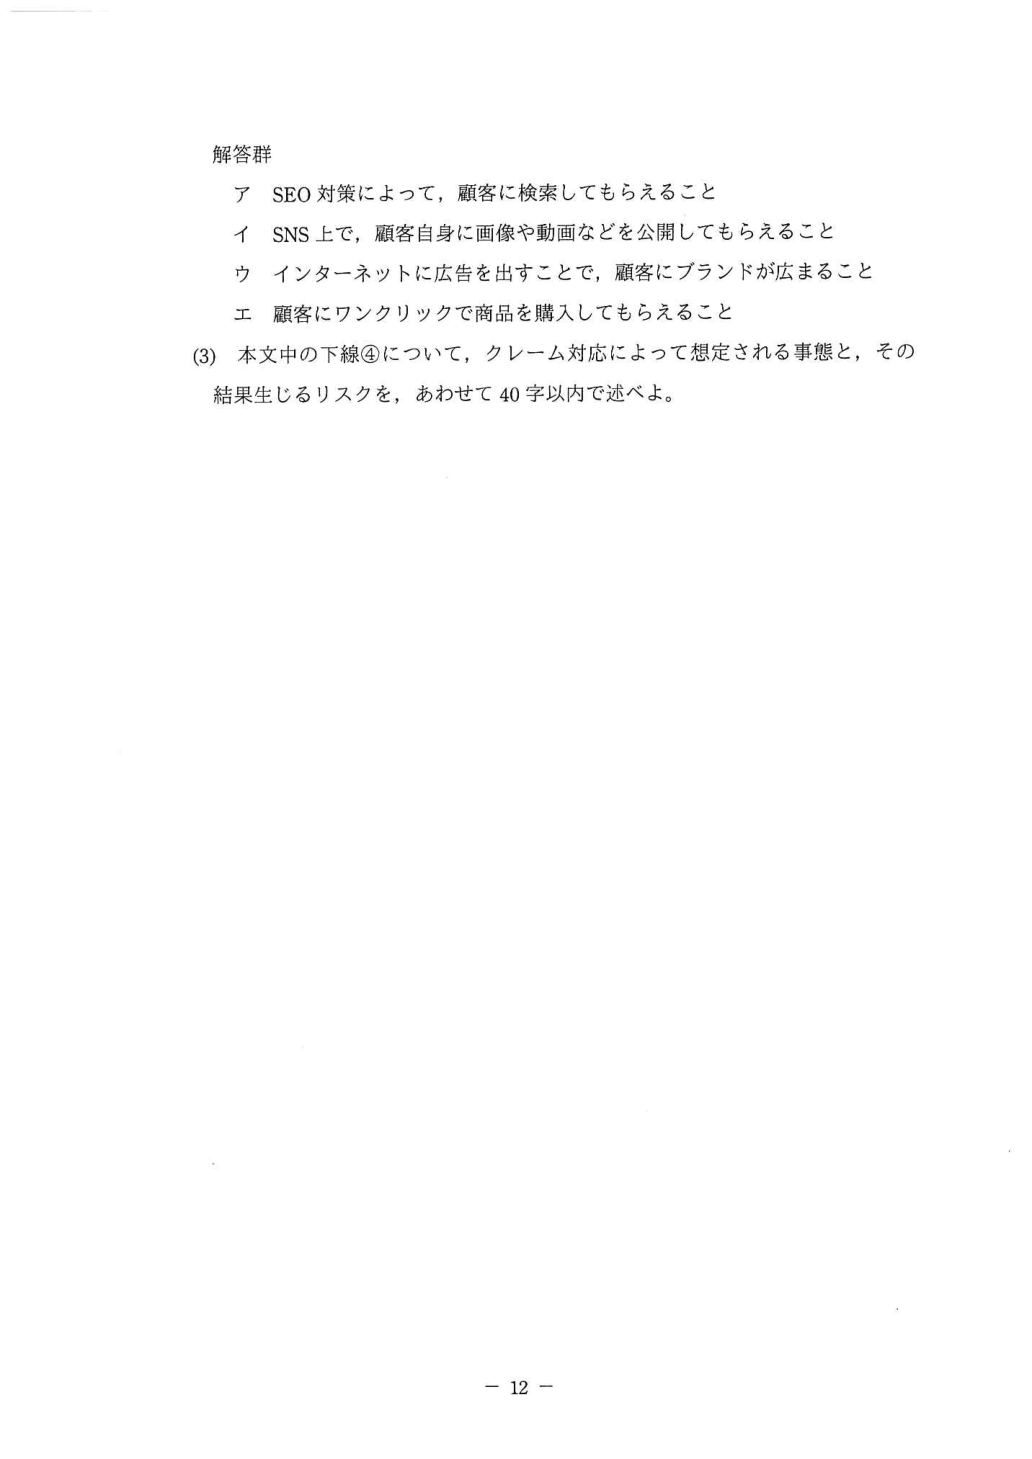 解答群
ア SEO 対策によって，顧客に検索してもらえること
イ SNS 上で，顧客自身に画像や動画などを公開してもらえること
ウ インターネットに広告を出すことで，顧客にブランドが広まること
エ 顧客にワンクリックで商品を購入してもらえること
(3) 本文中の下線④について，クレーム対応によって想定される事態と，その
結果生じるリスクを，あわせて 40 字以内で述べよ。
－ 12 －